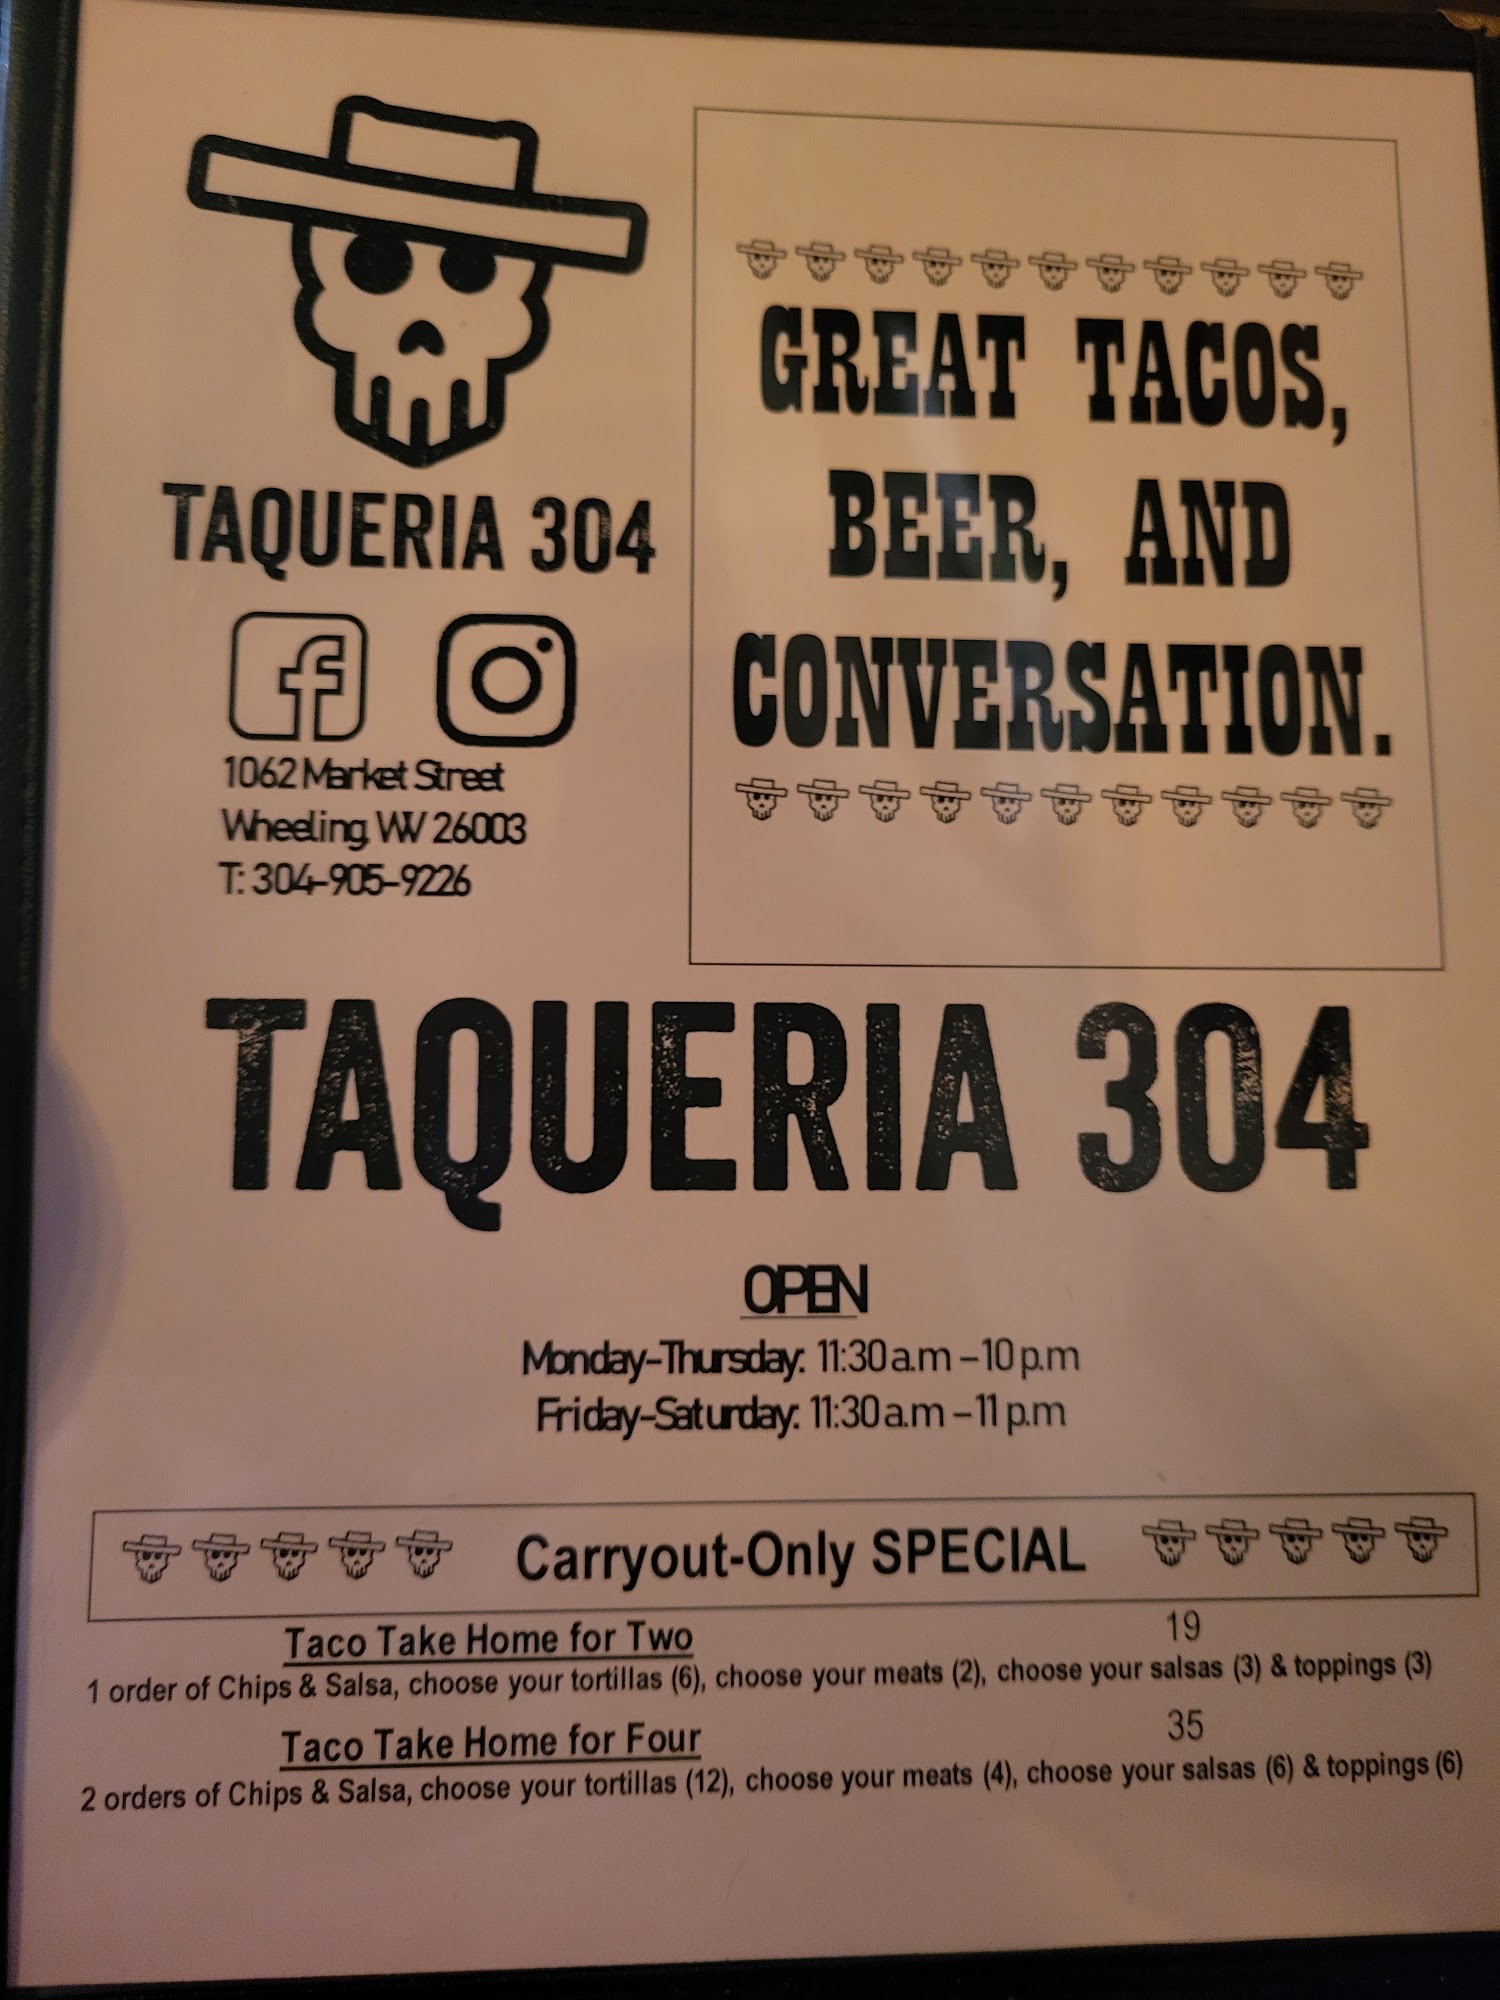 TAQUERIA 304
1062 Market Street
Wheeling, WV 26003
T: 304-905-9226
GREAT TACOS,
BEER, AND
CONVERSATION.
TAQUERIA 304
OPEN
Monday-Thursday: 11:30 a.m – 10 p.m
Friday-Saturday: 11:30 a.m – 11 p.m
Carryout-Only SPECIAL
Taco Take Home for Two 19
1 order of Chips & Salsa, choose your tortillas (6), choose your meats (2), choose your salsas (3) & toppings (3)
Taco Take Home for Four 35
2 orders of Chips & Salsa, choose your tortillas (12), choose your meats (4), choose your salsas (6) & toppings (6)